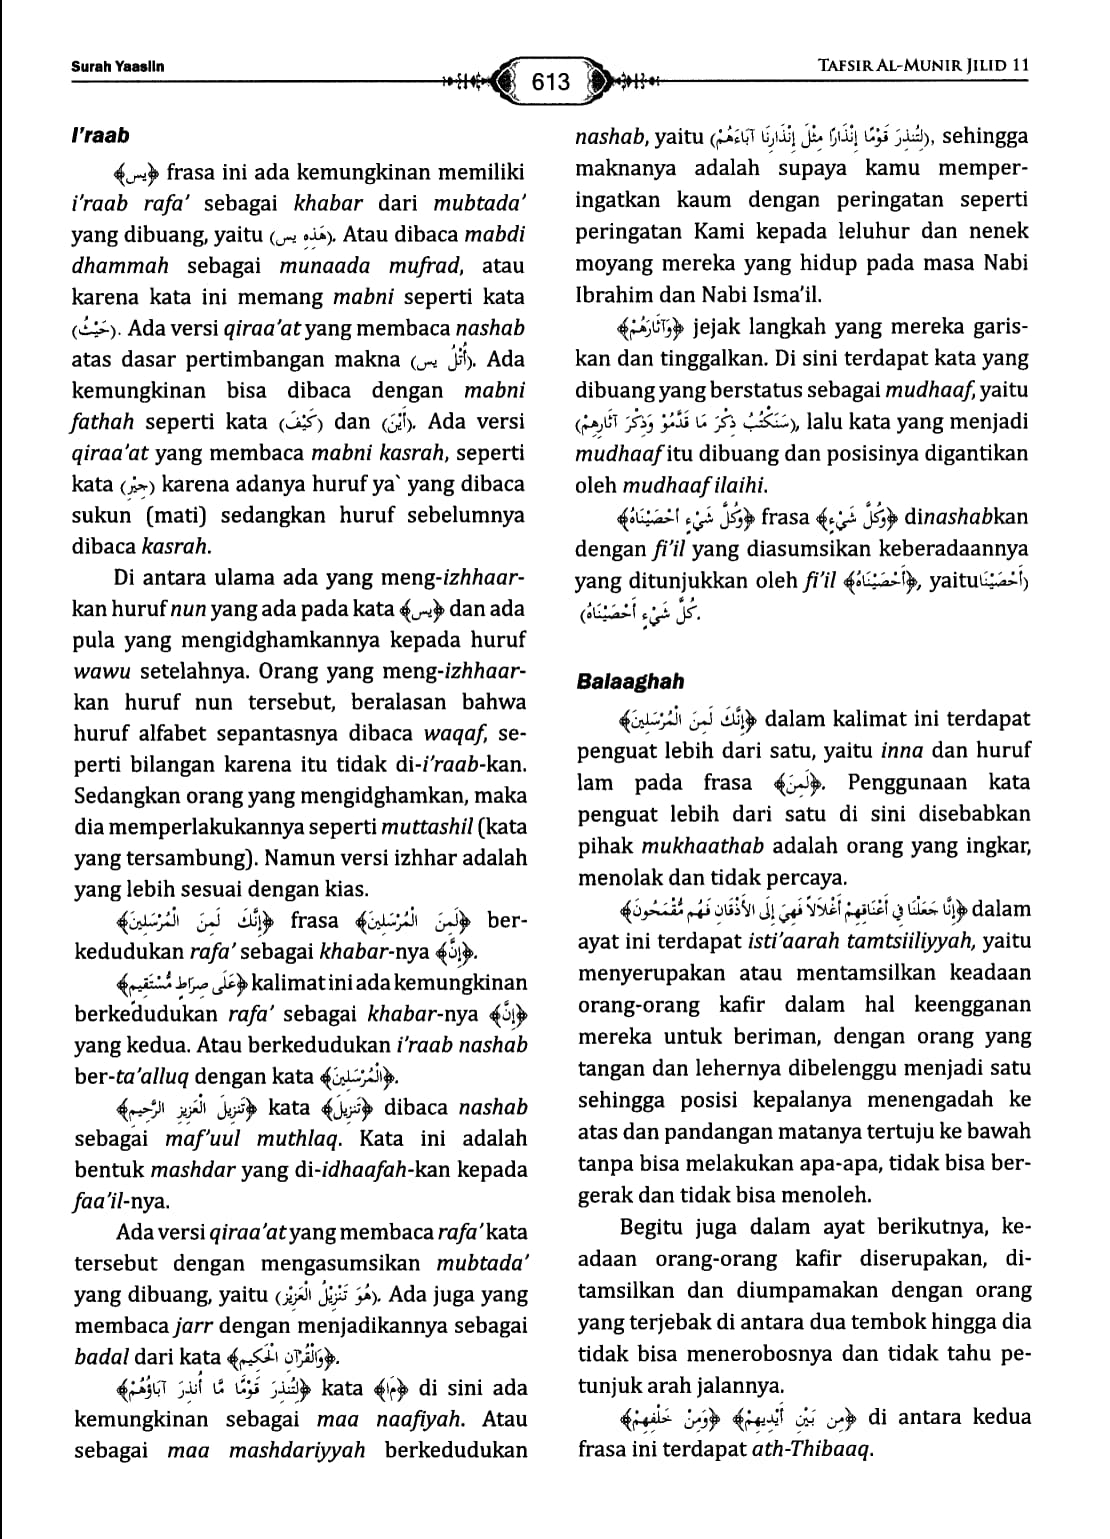 Surah Yaasiin
613
TAFSIR AL-MUNIR JILID 11
I'raab
﴿يس﴾ frasa ini ada kemungkinan memiliki
i'raab rafa' sebagai khabar dari mubtada'
yang dibuang, yaitu (هَذِهِ يس). Atau dibaca mabdi
dhammah sebagai munaada mufrad, atau
karena kata ini memang mabni seperti kata
(حَيْثُ). Ada versi qiraa'at yang membaca nashab
atas dasar pertimbangan makna (أُتْلُ يس). Ada
kemungkinan bisa dibaca dengan mabni
fathah seperti kata (كَيْفَ) dan (أَيْنَ). Ada versi
qiraa'at yang membaca mabni kasrah, seperti
kata (جَيْرِ) karena adanya huruf ya` yang dibaca
sukun (mati) sedangkan huruf sebelumnya
dibaca kasrah.
Di antara ulama ada yang meng-izhhaar-
kan huruf nun yang ada pada kata ﴿يس﴾ dan ada
pula yang mengidghamkannya kepada huruf
wawu setelahnya. Orang yang meng-izhhaar-
kan huruf nun tersebut, beralasan bahwa
huruf alfabet sepantasnya dibaca waqaf, se-
perti bilangan karena itu tidak di-i'raab-kan.
Sedangkan orang yang mengidghamkan, maka
dia memperlakukannya seperti muttashil (kata
yang tersambung). Namun versi izhhar adalah
yang lebih sesuai dengan kias.
﴿إِنَّكَ لَمِنَ الْمُرْسَلِينَ﴾ frasa ﴿لَمِنَ الْمُرْسَلِينَ﴾ ber-
kedudukan rafa' sebagai khabar-nya ﴿إِنَّ﴾.
﴿عَلَى صِرَاطٍ مُّسْتَقِيمٍ﴾ kalimat ini ada kemungkinan
berkedudukan rafa' sebagai khabar-nya ﴿إِنَّ﴾
yang kedua. Atau berkedudukan i'raab nashab
ber-ta'alluq dengan kata ﴿الْمُرْسَلِينَ﴾.
﴿تَنزِيلَ الْعَزِيزِ الرَّحِيمِ﴾ kata ﴿تَنزِيلَ﴾ dibaca nashab
sebagai maf'uul muthlaq. Kata ini adalah
bentuk mashdar yang di-idhaafah-kan kepada
faa'il-nya.
Ada versi qiraa'at yang membaca rafa' kata
tersebut dengan mengasumsikan mubtada'
yang dibuang, yaitu (هُوَ تَنْزِيْلُ الْعَزِيْزِ). Ada juga yang
membaca jarr dengan menjadikannya sebagai
badal dari kata ﴿وَالْقُرْآنِ الْحَكِيمِ﴾.
﴿لِتُنذِرَ قَوْمًا مَّا أُنذِرَ آبَاؤُهُمْ﴾ kata ﴿مَا﴾ di sini ada
kemungkinan sebagai maa naafiyah. Atau
sebagai maa mashdariyyah berkedudukan
nashab, yaitu (لِتُنذِرَ قَوْمًا إِنْذَارًا مِثْلَ إِنْذَارِنَا آبَاءَهُمْ), sehingga
maknanya adalah supaya kamu memper-
ingatkan kaum dengan peringatan seperti
peringatan Kami kepada leluhur dan nenek
moyang mereka yang hidup pada masa Nabi
Ibrahim dan Nabi Isma'il.
﴿وَآثَارَهُمْ﴾ jejak langkah yang mereka garis-
kan dan tinggalkan. Di sini terdapat kata yang
dibuang yang berstatus sebagai mudhaaf, yaitu
(سَنَكْتُبُ ذِكْرَ مَا قَدَّمُوْ وَذِكْرَ آثَارِهِمْ), lalu kata yang menjadi
mudhaaf itu dibuang dan posisinya digantikan
oleh mudhaaf ilaihi.
﴿وَكُلَّ شَيْءٍ أَحْصَيْنَاهُ﴾ frasa ﴿وَكُلَّ شَيْءٍ﴾ dinashabkan
dengan fi'il yang diasumsikan keberadaannya
yang ditunjukkan oleh fi'il ﴿أَحْصَيْنَاهُ﴾, yaitu(أَحْصَيْنَا
كُلَّ شَيْءٍ أَحْصَيْنَاهُ).
Balaaghah
﴿إِنَّكَ لَمِنَ الْمُرْسَلِينَ﴾ dalam kalimat ini terdapat
penguat lebih dari satu, yaitu inna dan huruf
lam pada frasa ﴿لَمِنَ﴾. Penggunaan kata
penguat lebih dari satu di sini disebabkan
pihak mukhaathab adalah orang yang ingkar,
menolak dan tidak percaya.
﴿إِنَّا جَعَلْنَا فِي أَعْنَاقِهِمْ أَغْلَالًا فَهِيَ إِلَى الْأَذْقَانِ فَهُم مُّقْمَحُونَ﴾ dalam
ayat ini terdapat isti'aarah tamtsiiliyyah, yaitu
menyerupakan atau mentamsilkan keadaan
orang-orang kafir dalam hal keengganan
mereka untuk beriman, dengan orang yang
tangan dan lehernya dibelenggu menjadi satu
sehingga posisi kepalanya menengadah ke
atas dan pandangan matanya tertuju ke bawah
tanpa bisa melakukan apa-apa, tidak bisa ber-
gerak dan tidak bisa menoleh.
Begitu juga dalam ayat berikutnya, ke-
adaan orang-orang kafir diserupakan, di-
tamsilkan dan diumpamakan dengan orang
yang terjebak di antara dua tembok hingga dia
tidak bisa menerobosnya dan tidak tahu pe-
tunjuk arah jalannya.
﴿مِن بَيْنِ أَيْدِيهِمْ﴾ ﴿وَمِنْ خَلْفِهِمْ﴾ di antara kedua
frasa ini terdapat ath-Thibaaq.